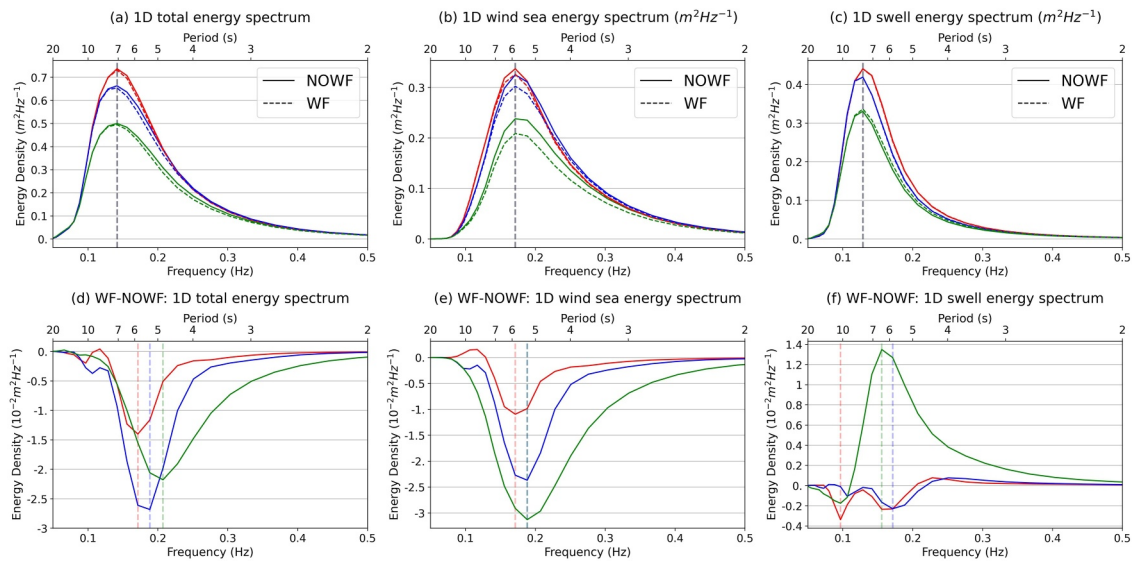 (a) 1D total energy spectrum
Period (s)
20 10 7 6 5 4 3 2
Energy Density (m²Hz⁻¹)
0.7
0.6
0.5
0.4
0.3
0.2
0.1
0.
NOWF
WF
0.1 0.2 0.3 0.4 0.5
Frequency (Hz)
(b) 1D wind sea energy spectrum (m²Hz⁻¹)
Period (s)
20 10 7 6 5 4 3 2
Energy Density (m²Hz⁻¹)
0.3
0.2
0.1
0.
NOWF
WF
0.1 0.2 0.3 0.4 0.5
Frequency (Hz)
(c) 1D swell energy spectrum (m²Hz⁻¹)
Period (s)
20 10 7 6 5 4 3 2
Energy Density (m²Hz⁻¹)
0.4
0.3
0.2
0.1
0.
NOWF
WF
0.1 0.2 0.3 0.4 0.5
Frequency (Hz)
(d) WF-NOWF: 1D total energy spectrum
Period (s)
20 10 7 6 5 4 3 2
Energy Density (10⁻²m²Hz⁻¹)
0.
-0.5
-1.
-1.5
-2.
-2.5
-3
0.1 0.2 0.3 0.4 0.5
Frequency (Hz)
(e) WF-NOWF: 1D wind sea energy spectrum
Period (s)
20 10 7 6 5 4 3 2
Energy Density (10⁻²m²Hz⁻¹)
0.
-0.5
-1.
-1.5
-2.
-2.5
-3.
0.1 0.2 0.3 0.4 0.5
Frequency (Hz)
(f) WF-NOWF: 1D swell energy spectrum
Period (s)
20 10 7 6 5 4 3 2
Energy Density (10⁻²m²Hz⁻¹)
1.4
1.2
1.
0.8
0.6
0.4
0.2
0.
-0.2
-0.4
0.1 0.2 0.3 0.4 0.5
Frequency (Hz)